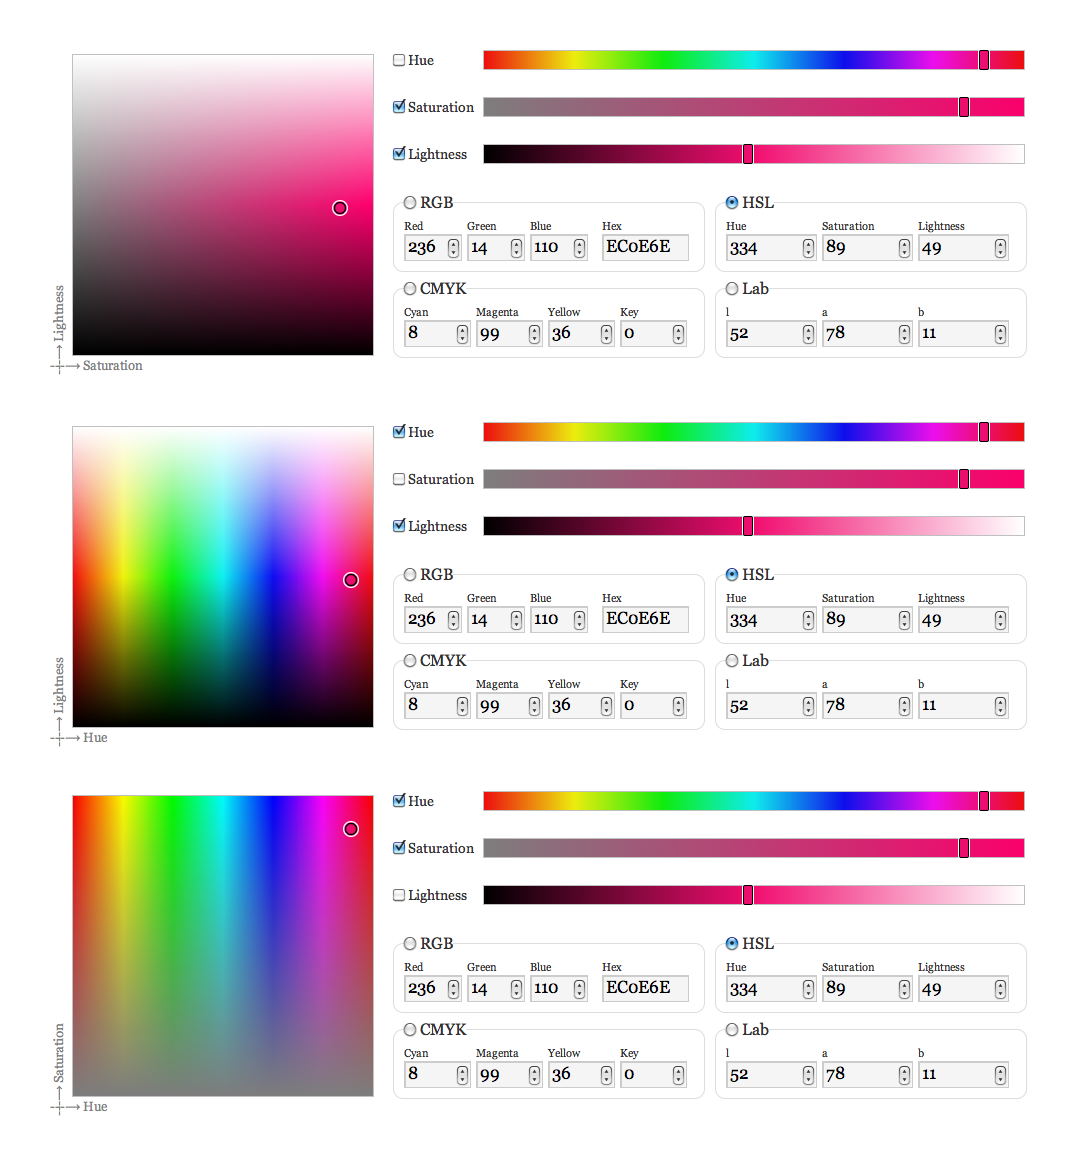 Hue
Saturation
Lightness
RGB HSL
Red Green Blue Hex Hue Saturation Lightness
236 14 110 EC0E6E 334 89 49
CMYK Lab
Cyan Magenta Yellow Key l a b
8 99 36 0 52 78 11
Lightness
Saturation
Hue
Saturation
Lightness
RGB HSL
Red Green Blue Hex Hue Saturation Lightness
236 14 110 EC0E6E 334 89 49
CMYK Lab
Cyan Magenta Yellow Key l a b
8 99 36 0 52 78 11
Lightness
Hue
Hue
Saturation
Lightness
RGB HSL
Red Green Blue Hex Hue Saturation Lightness
236 14 110 EC0E6E 334 89 49
CMYK Lab
Cyan Magenta Yellow Key l a b
8 99 36 0 52 78 11
Saturation
Hue